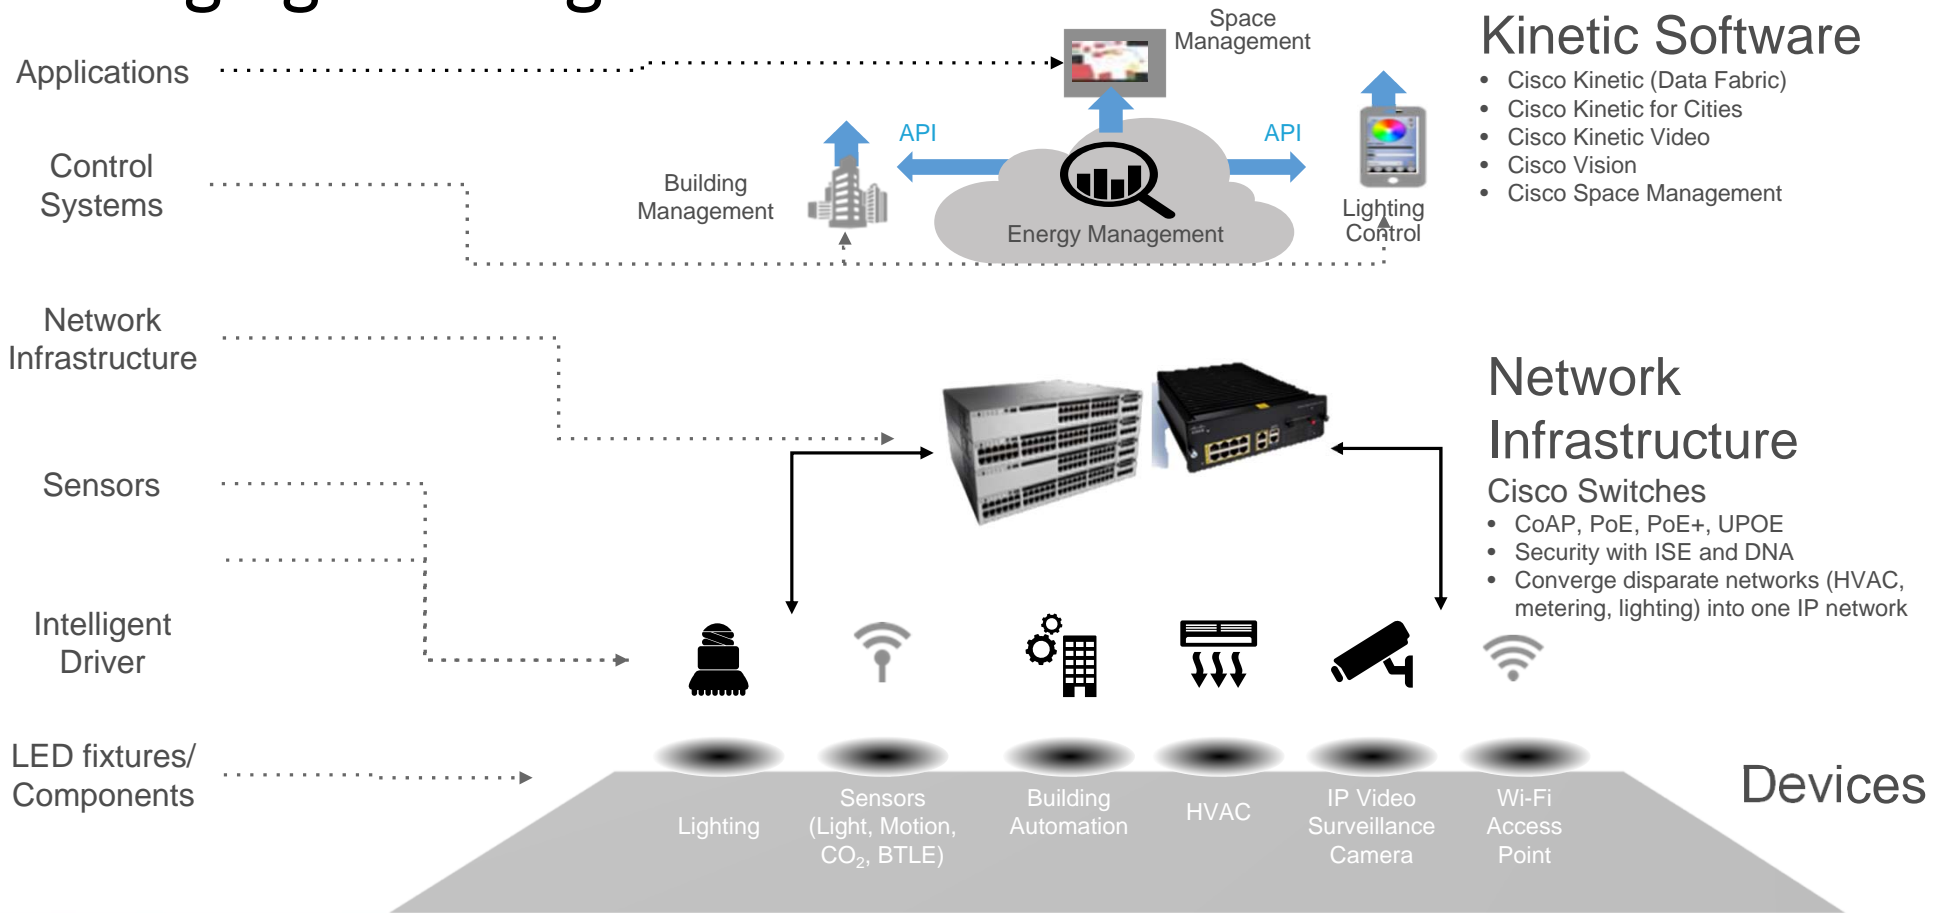 Applications
Control
Systems
Network
Infrastructure
Sensors
Intelligent
Driver
LED fixtures/
Components
Space
Management
API
API
Building
Management
Energy Management
Lighting
Control
Kinetic Software
• Cisco Kinetic (Data Fabric)
• Cisco Kinetic for Cities
• Cisco Kinetic Video
• Cisco Vision
• Cisco Space Management
Network
Infrastructure
Cisco Switches
• CoAP, PoE, PoE+, UPOE
• Security with ISE and DNA
• Converge disparate networks (HVAC,
metering, lighting) into one IP network
Devices
Lighting
Sensors
(Light, Motion,
CO₂, BTLE)
Building
Automation
HVAC
IP Video
Surveillance
Camera
Wi-Fi
Access
Point